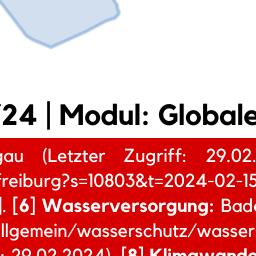 '24 | Modul: Globale
gau (Letzter Zugriff: 29.02.
freiburg?s=10803&t=2024-02-15
]. [6] Wasserversorgung: Bade
llgemein/wasserschutz/wasser
: 29.02.2024). [8] Klimawande